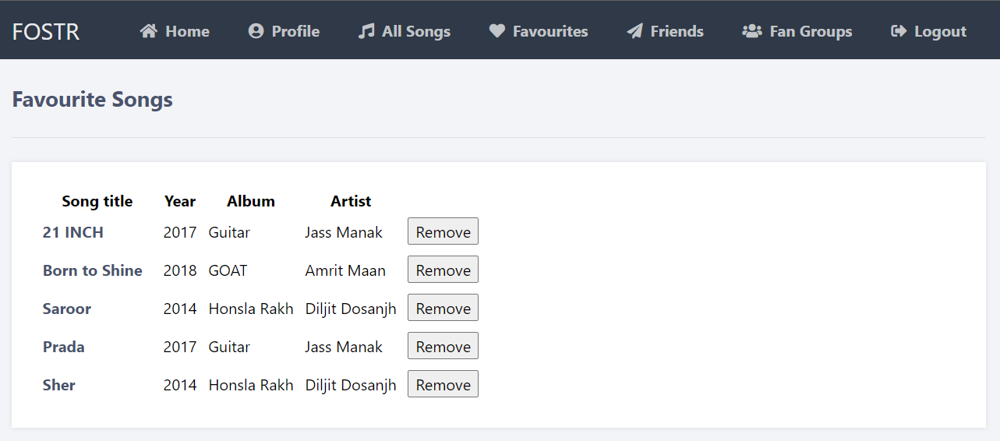 FOSTR Home Profile All Songs Favourites Friends Fan Groups Logout
Favourite Songs
Song title Year Album Artist
21 INCH 2017 Guitar Jass Manak Remove
Born to Shine 2018 GOAT Amrit Maan Remove
Saroor 2014 Honsla Rakh Diljit Dosanjh Remove
Prada 2017 Guitar Jass Manak Remove
Sher 2014 Honsla Rakh Diljit Dosanjh Remove